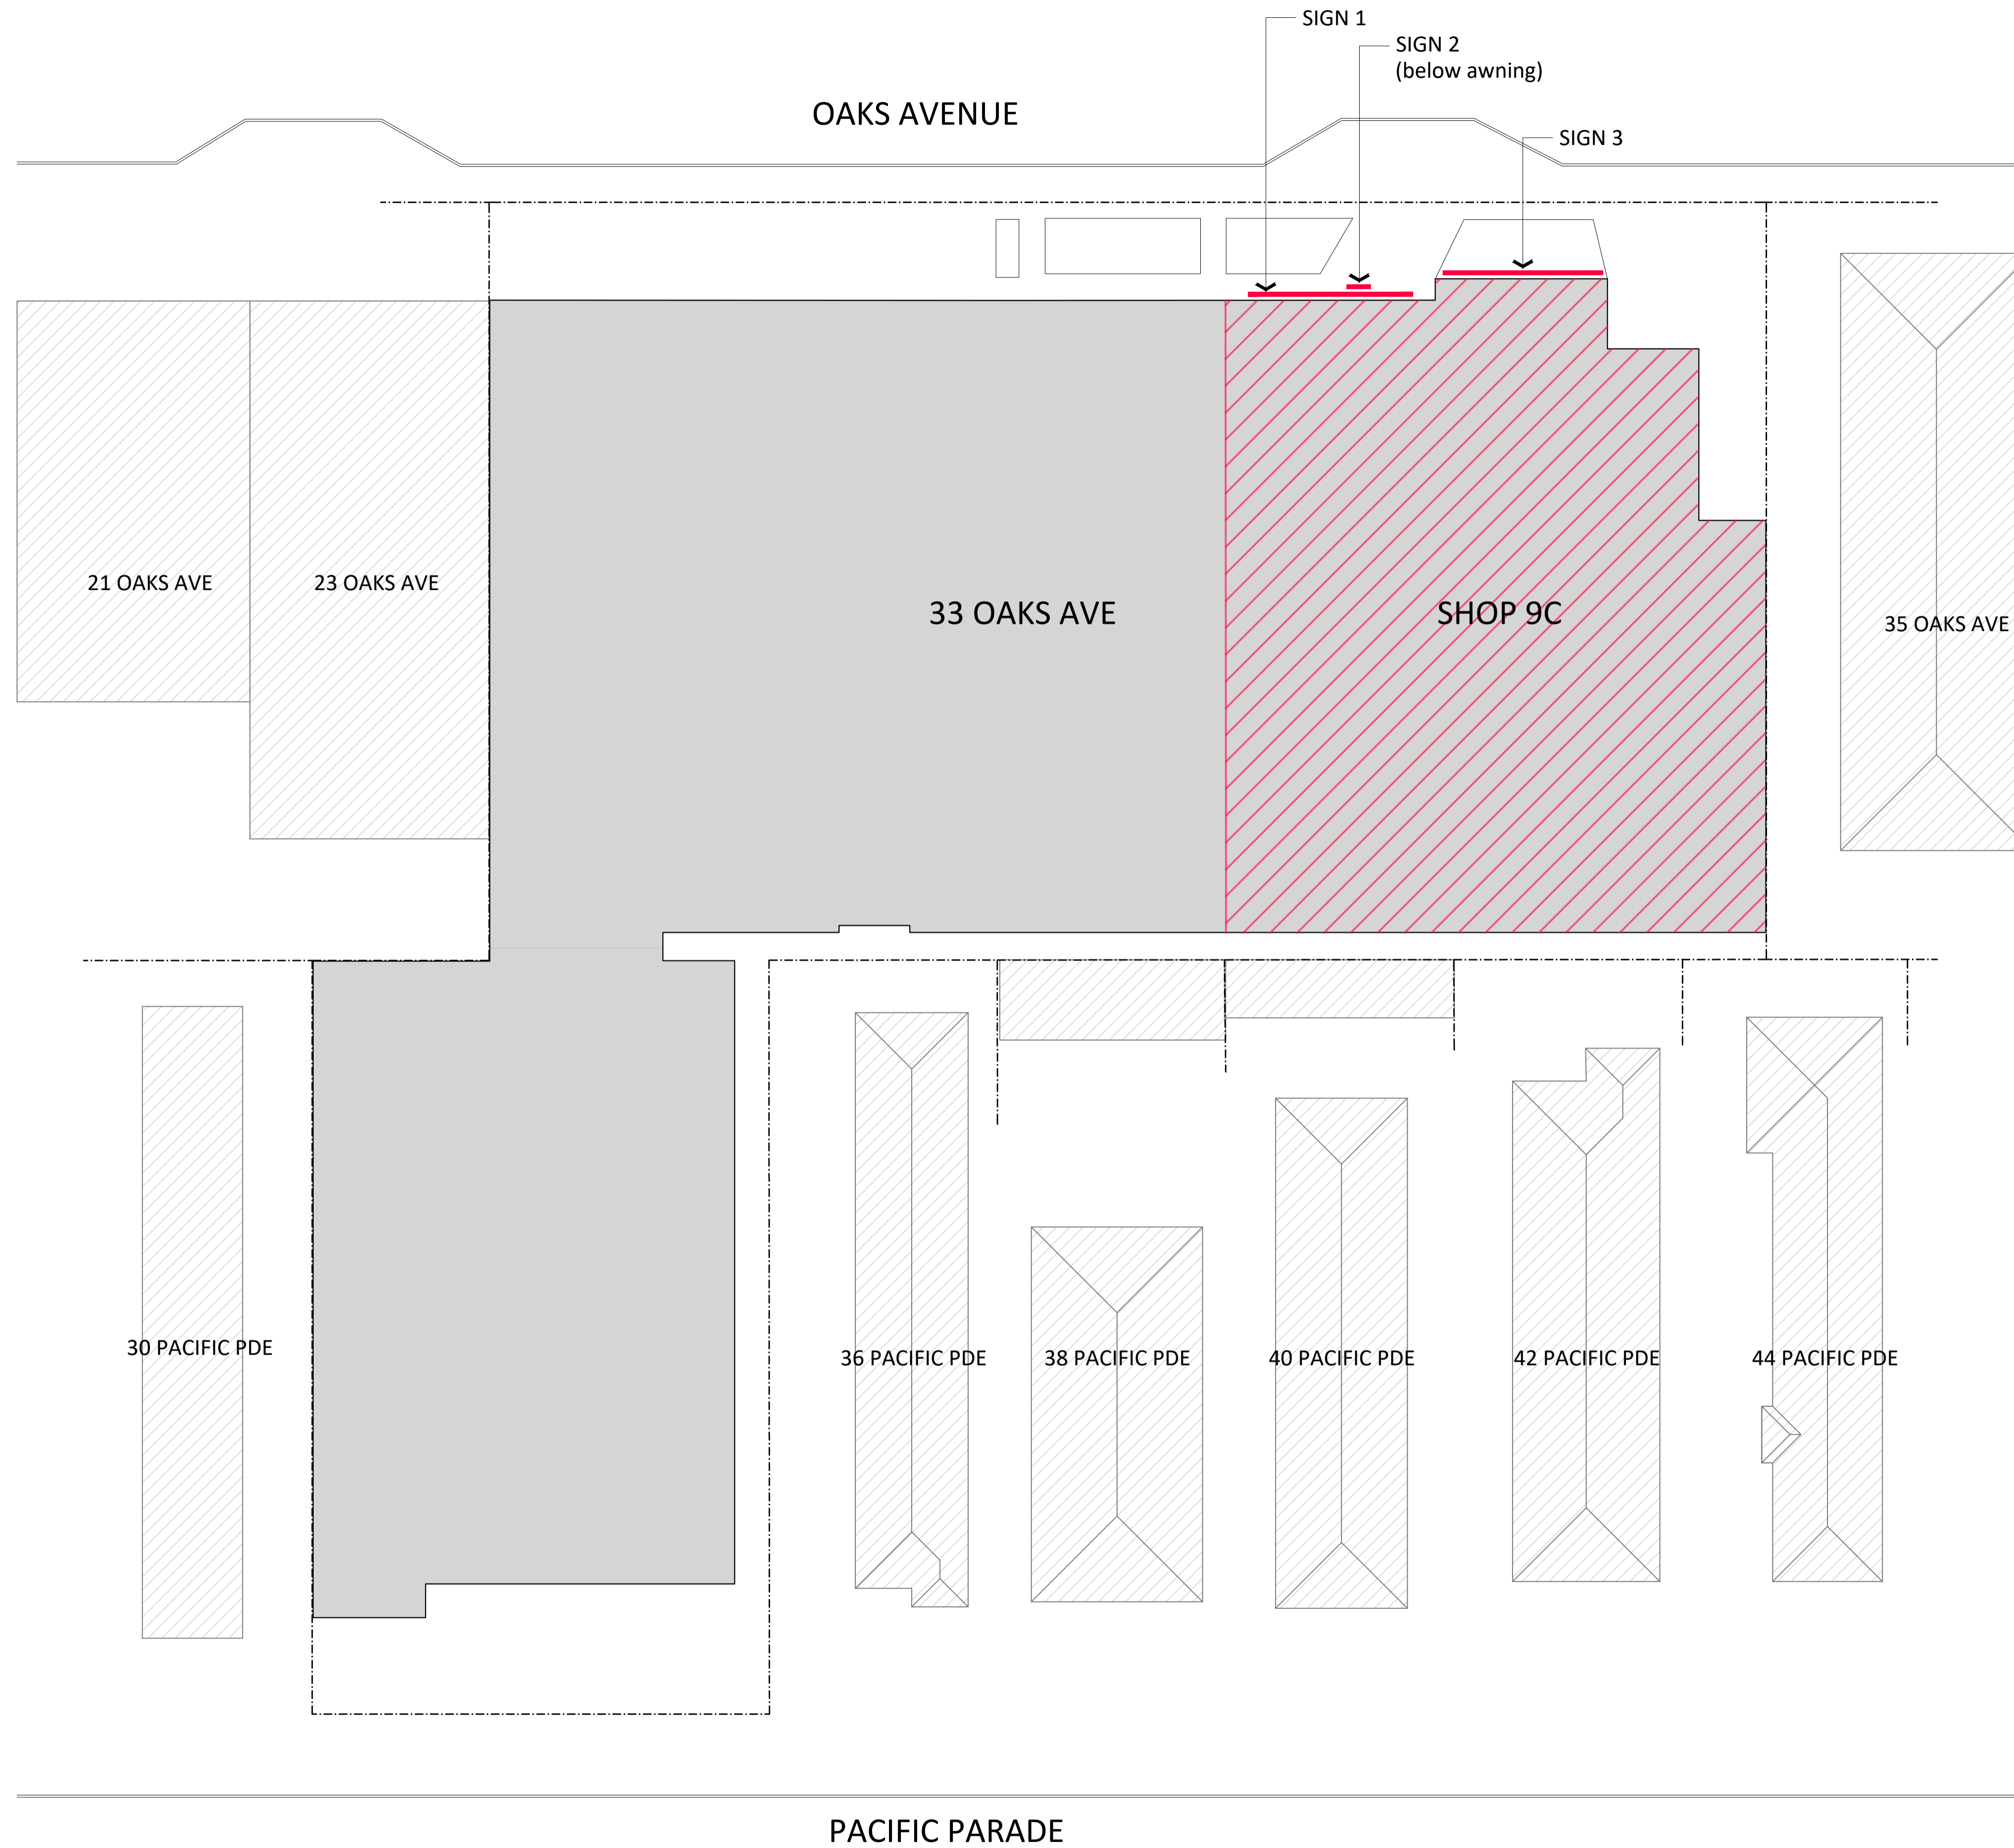 SIGN 1
SIGN 2
(below awning)
OAKS AVENUE
SIGN 3
21 OAKS AVE
23 OAKS AVE
33 OAKS AVE
SHOP 9C
35 OAKS AVE
30 PACIFIC PDE
36 PACIFIC PDE
38 PACIFIC PDE
40 PACIFIC PDE
42 PACIFIC PDE
44 PACIFIC PDE
PACIFIC PARADE